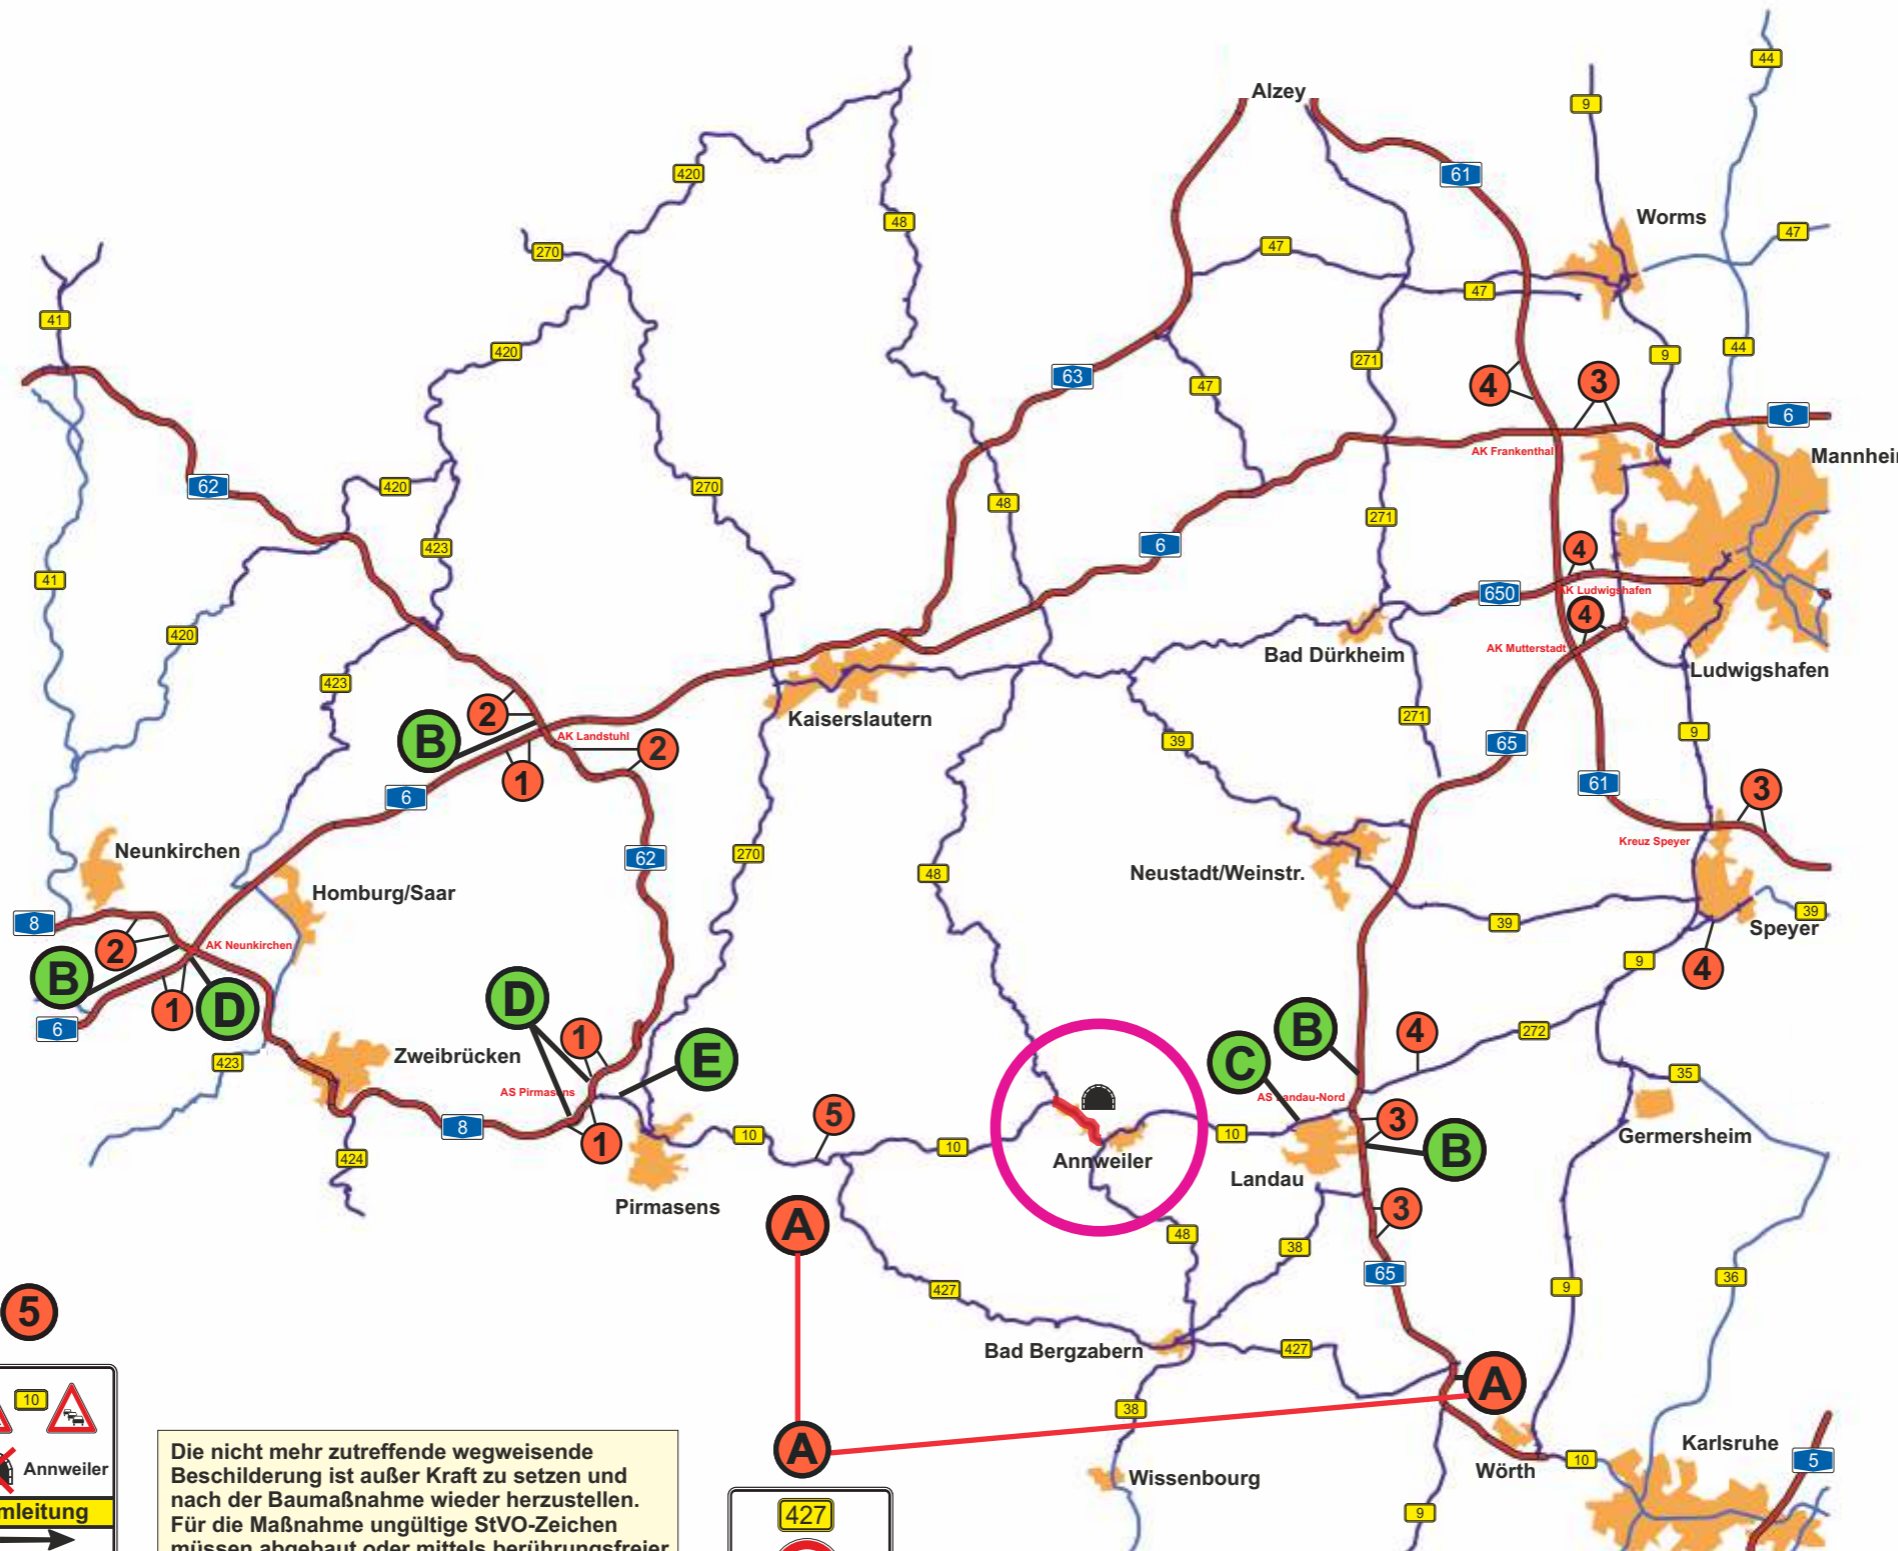 Alzey
44
9
61
420
48
Worms
47
270
47
47
41
420
271
9
44
63
47
4
3
6
AK Frankenthal
62
420
270
48
271
423
6
4
41
650
AK Ludwigshafen
4
420
Bad Dürkheim
AK Mutterstadt
Ludwigshafen
423
2
Kaiserslautern
271
B
AK Landstuhl
2
39
65
9
1
6
61
3
Neunkirchen
62
270
Kreuz Speyer
48
Neustadt/Weinstr.
Homburg/Saar
8
39
39
Speyer
2
AK Neunkirchen
B
9
4
1
D
D
6
1
B
4
272
Zweibrücken
E
C
423
AS Pirmasens
35
8
5
3
1
10
10
10
Germersheim
424
Annweiler
B
Landau
Pirmasens
A
3
48
38
65
36
427
9
5
Bad Bergzabern
427
A
10
38
Karlsruhe
A
5
Annweiler
Wissenbourg
Wörth
10
427
9
mleitung
Die nicht mehr zutreffende wegweisende
Beschilderung ist außer Kraft zu setzen und
nach der Baumaßnahme wieder herzustellen.
Für die Maßnahme ungültige StVO-Zeichen
müssen abgebaut oder mittels berührungsfreier